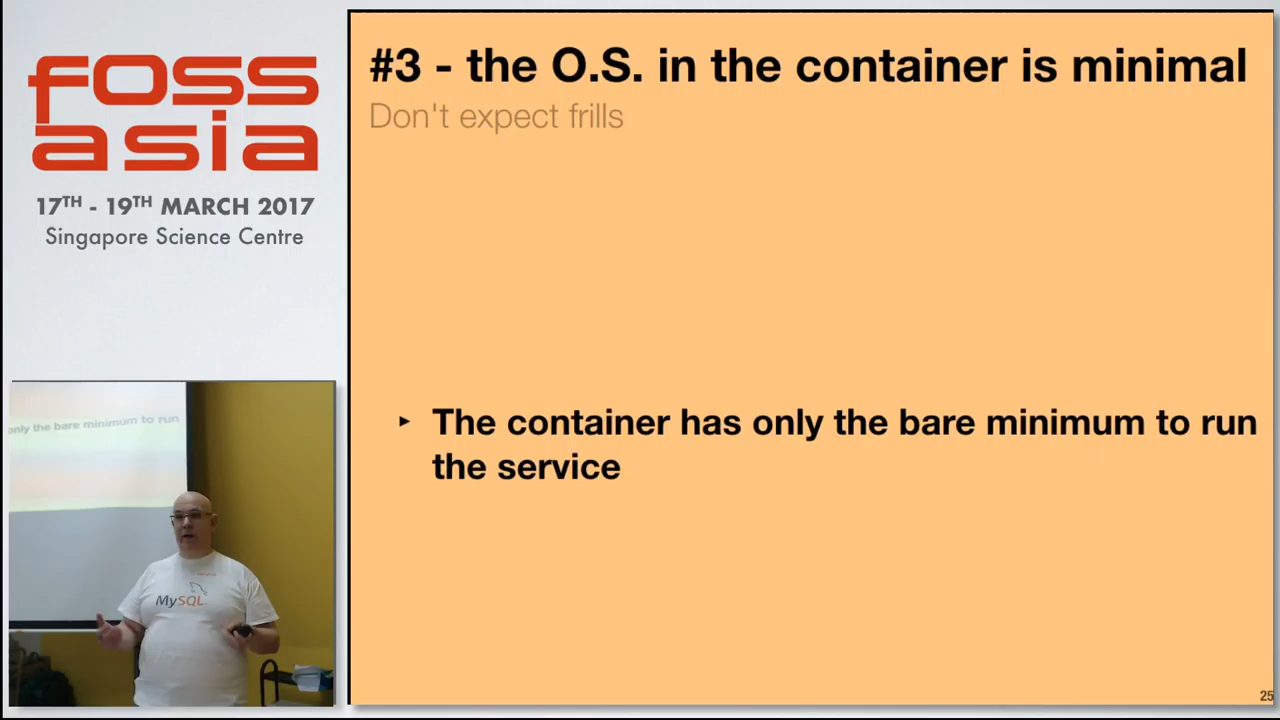 foss
asia
17TH - 19TH MARCH 2017
Singapore Science Centre
#3 - the O.S. in the container is minimal
Don't expect frills
‣ The container has only the bare minimum to run
the service
25
only the bare minimum to run
MySQL